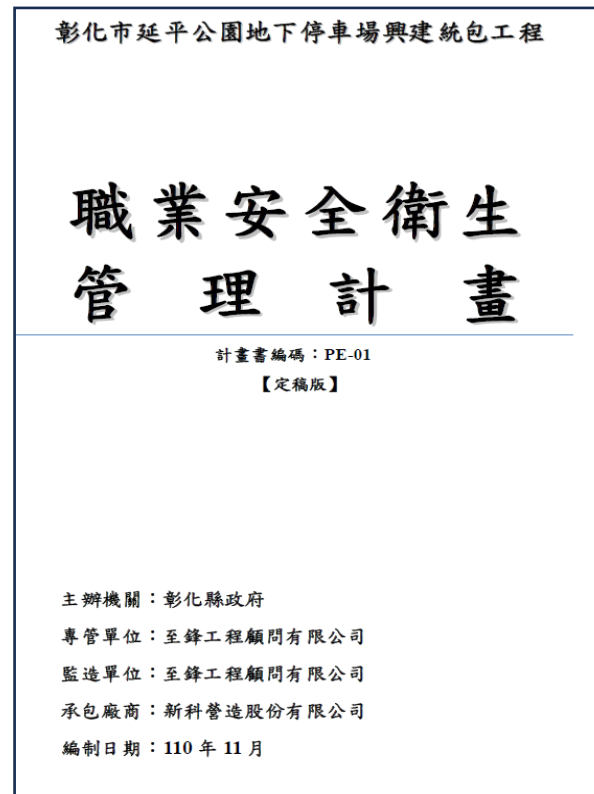 彰化市延平公園地下停車場興建統包工程
職業安全衛生
管理計畫
計畫書編碼：PE-01
【定稿版】
主辦機關：彰化縣政府
專管單位：至鋒工程顧問有限公司
監造單位：至鋒工程顧問有限公司
承包廠商：新科營造股份有限公司
編制日期：110 年 11 月